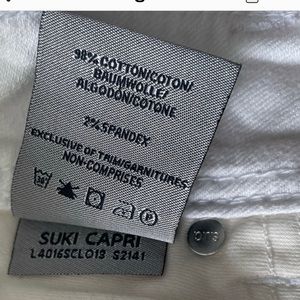 98% COTTON/COTON/
BAUMWOLLE/
ALGODÓN/COTONE
2% SPANDEX
EXCLUSIVE OF TRIM/GARNITURES
NON-COMPRISES
SUKI CAPRI
L4016SCL013 S2141